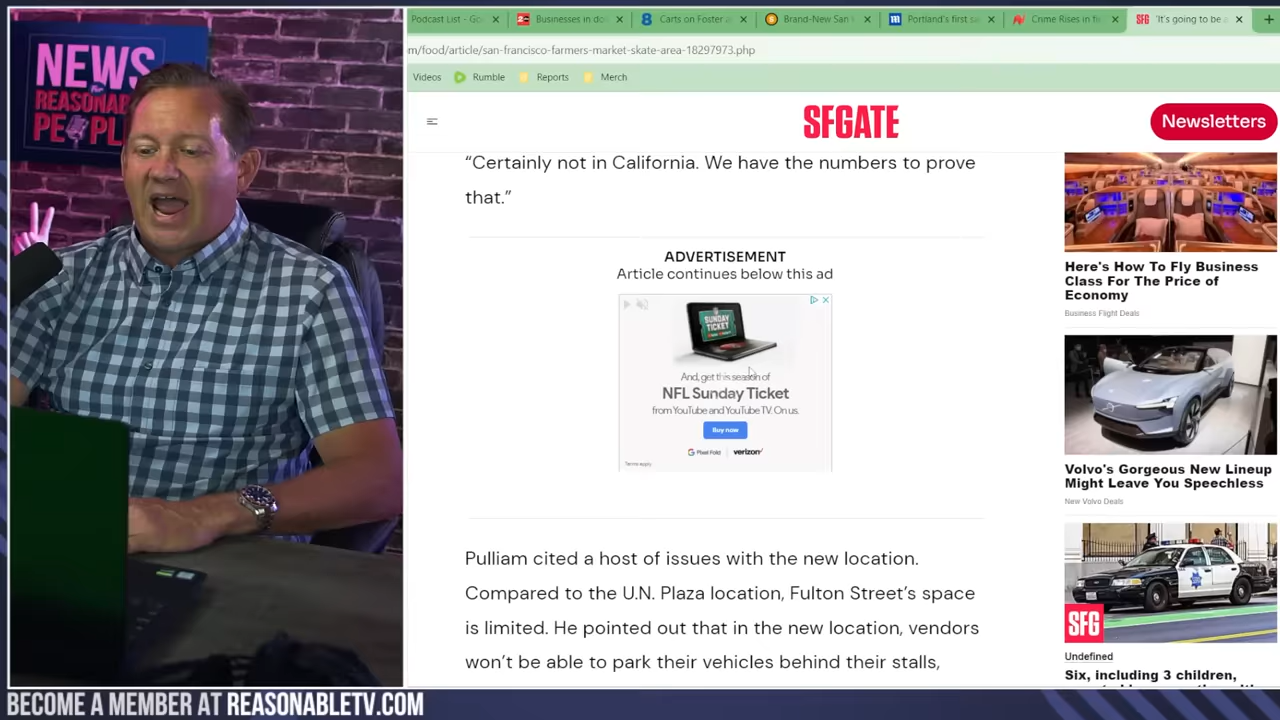 Podcast List - Go
Businesses in do
Carts on Foster a
Brand-New San
Portland's first sa
Crime Rises in Te
'It's going to be a
m/food/article/san-francisco-farmers-market-skate-area-18297973.php
Videos
Rumble
Reports
Merch
NEWS
for
REASONABLE
PEOPL
SFGATE
Newsletters
“Certainly not in California. We have the numbers to prove
that.”
ADVERTISEMENT
Article continues below this ad
SUNDAY
TICKET
And, get this season of
NFL Sunday Ticket
from YouTube and YouTube TV. On us.
Buy now
G Pixel Fold
verizon
Terms apply
Pulliam cited a host of issues with the new location.
Compared to the U.N. Plaza location, Fulton Street’s space
is limited. He pointed out that in the new location, vendors
won’t be able to park their vehicles behind their stalls,
Here's How To Fly Business
Class For The Price of
Economy
Business Flight Deals
Volvo's Gorgeous New Lineup
Might Leave You Speechless
New Volvo Deals
SFG
Undefined
Six, including 3 children,
BECOME A MEMBER AT REASONABLETV.COM